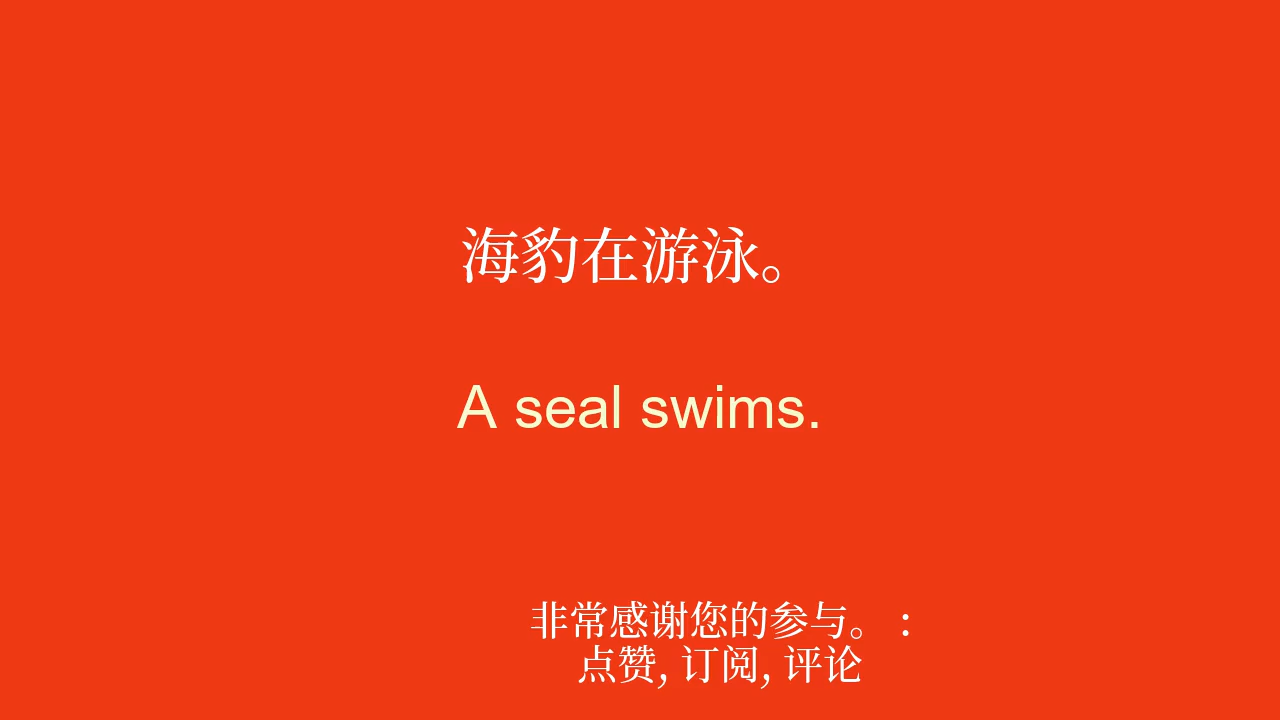 海豹在游泳。
A seal swims.
非常感谢您的参与。 :
点赞, 订阅, 评论